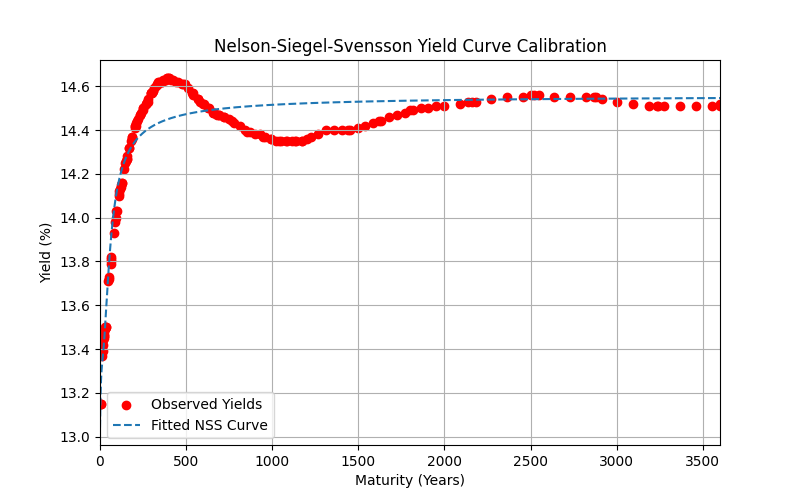 Nelson-Siegel-Svensson Yield Curve Calibration
Yield (%)
14.6
14.4
14.2
14.0
13.8
13.6
13.4
13.2
13.0
Observed Yields
Fitted NSS Curve
0 500 1000 1500 2000 2500 3000 3500
Maturity (Years)